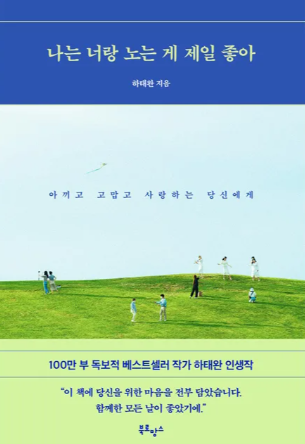 나는 너랑 노는 게 제일 좋아
하태완 지음
아끼고 고맙고 사랑하는 당신에게
100만 부 독보적 베스트셀러 작가 하태완 인생작
“이 책에 당신을 위한 마음을 전부 담았습니다.
함께한 모든 날이 좋았기에.”
북로망스